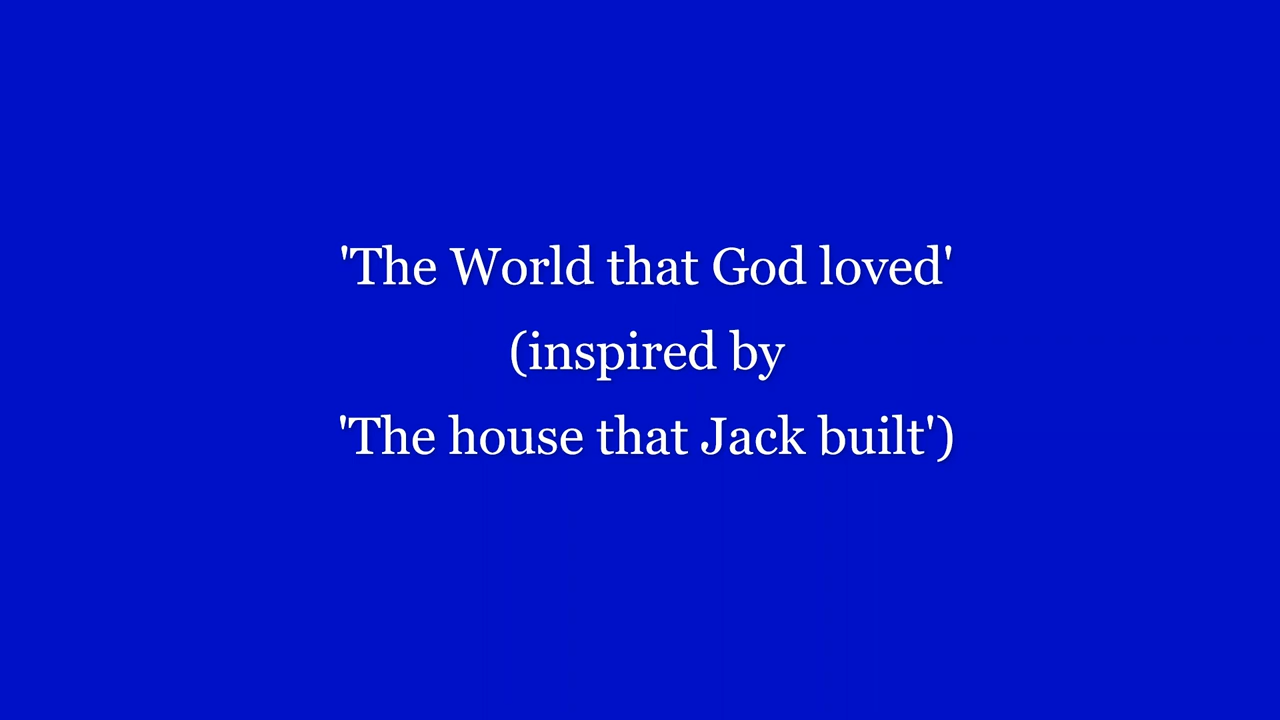 'The World that God loved'
(inspired by
'The house that Jack built')